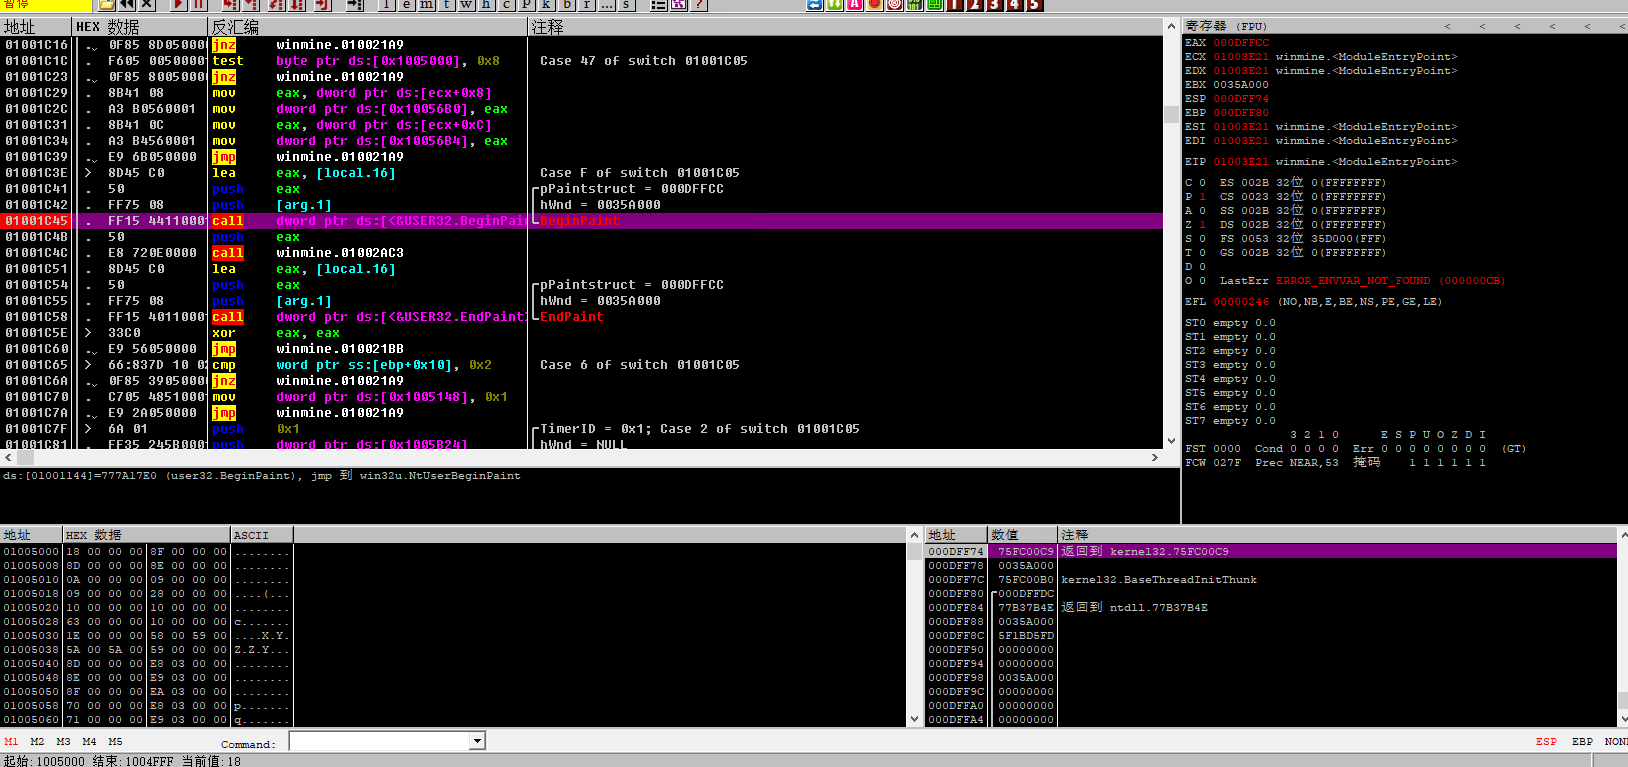 暂停
l e m t w h c P k b r ... s ?
1 2 3 4 5
地址 HEX 数据 反汇编 注释
01001C16 .⌄ 0F85 8D05000 jnz winmine.010021A9
01001C1C . F605 0050000 test byte ptr ds:[0x1005000], 0x8 Case 47 of switch 01001C05
01001C23 .⌄ 0F85 8005000 jnz winmine.010021A9
01001C29 . 8B41 08 mov eax, dword ptr ds:[ecx+0x8]
01001C2C . A3 B0560001 mov dword ptr ds:[0x10056B0], eax
01001C31 . 8B41 0C mov eax, dword ptr ds:[ecx+0xC]
01001C34 . A3 B4560001 mov dword ptr ds:[0x10056B4], eax
01001C39 .⌄ E9 6B050000 jmp winmine.010021A9
01001C3E > 8D45 C0 lea eax, [local.16] Case F of switch 01001C05
01001C41 . 50 push eax pPaintstruct = 000DFFCC
01001C42 . FF75 08 push [arg.1] hWnd = 0035A000
01001C45 . FF15 4411000 call dword ptr ds:[<&USER32.BeginPai BeginPaint
01001C4B . 50 push eax
01001C4C . E8 720E0000 call winmine.01002AC3
01001C51 . 8D45 C0 lea eax, [local.16]
01001C54 . 50 push eax pPaintstruct = 000DFFCC
01001C55 . FF75 08 push [arg.1] hWnd = 0035A000
01001C58 . FF15 4011000 call dword ptr ds:[<&USER32.EndPaint> EndPaint
01001C5E > 33C0 xor eax, eax
01001C60 .⌄ E9 56050000 jmp winmine.010021BB
01001C65 > 66:837D 10 02 cmp word ptr ss:[ebp+0x10], 0x2 Case 6 of switch 01001C05
01001C6A .⌄ 0F85 3905000 jnz winmine.010021A9
01001C70 . C705 4851000 mov dword ptr ds:[0x1005148], 0x1
01001C7A .⌄ E9 2A050000 jmp winmine.010021A9
01001C7F > 6A 01 push 0x1 TimerID = 0x1; Case 2 of switch 01001C05
01001C81 . FF35 245B000 push dword ptr ds:[0x1005B24] hWnd = NULL
ds:[01001144]=777A17E0 (user32.BeginPaint), jmp 到 win32u.NtUserBeginPaint
寄存器 (FPU) < < < < < <
EAX 000DFFCC
ECX 01003E21 winmine.<ModuleEntryPoint>
EDX 01003E21 winmine.<ModuleEntryPoint>
EBX 0035A000
ESP 000DFF74
EBP 000DFF80
ESI 01003E21 winmine.<ModuleEntryPoint>
EDI 01003E21 winmine.<ModuleEntryPoint>
EIP 01003E21 winmine.<ModuleEntryPoint>
C 0 ES 002B 32位 0(FFFFFFFF)
P 1 CS 0023 32位 0(FFFFFFFF)
A 0 SS 002B 32位 0(FFFFFFFF)
Z 1 DS 002B 32位 0(FFFFFFFF)
S 0 FS 0053 32位 35D000(FFF)
T 0 GS 002B 32位 0(FFFFFFFF)
D 0
O 0 LastErr ERROR_ENVVAR_NOT_FOUND (000000CB)
EFL 00000246 (NO,NB,E,BE,NS,PE,GE,LE)
ST0 empty 0.0
ST1 empty 0.0
ST2 empty 0.0
ST3 empty 0.0
ST4 empty 0.0
ST5 empty 0.0
ST6 empty 0.0
ST7 empty 0.0
3 2 1 0 E S P U O Z D I
FST 0000 Cond 0 0 0 0 Err 0 0 0 0 0 0 0 0 (GT)
FCW 027F Prec NEAR,53 掩码 1 1 1 1 1 1
地址 HEX 数据 ASCII
01005000 18 00 00 00 8F 00 00 00 ........
01005008 8D 00 00 00 8E 00 00 00 ........
01005010 0A 00 00 00 09 00 00 00 ........
01005018 09 00 00 00 28 00 00 00 ....(...
01005020 10 00 00 00 10 00 00 00 ........
01005028 63 00 00 00 10 00 00 00 c.......
01005030 1E 00 00 00 58 00 59 00 ....X.Y.
01005038 5A 00 5A 00 59 00 00 00 Z.Z.Y...
01005040 8D 00 00 00 E8 03 00 00 ........
01005048 8E 00 00 00 E9 03 00 00 ........
01005050 8F 00 00 00 EA 03 00 00 ........
01005058 70 00 00 00 E8 03 00 00 p.......
01005060 71 00 00 00 E9 03 00 00 q.......
地址 数值 注释
000DFF74 75FC00C9 返回到 kernel32.75FC00C9
000DFF78 0035A000
000DFF7C 75FC00B0 kernel32.BaseThreadInitThunk
000DFF80 000DFFDC
000DFF84 77B37B4E 返回到 ntdll.77B37B4E
000DFF88 0035A000
000DFF8C 5F1BD5FD
000DFF90 00000000
000DFF94 00000000
000DFF98 0035A000
000DFF9C 00000000
000DFFA0 00000000
000DFFA4 00000000
M1 M2 M3 M4 M5 Command: ESP EBP NON
起始:1005000 结束:1004FFF 当前值:18